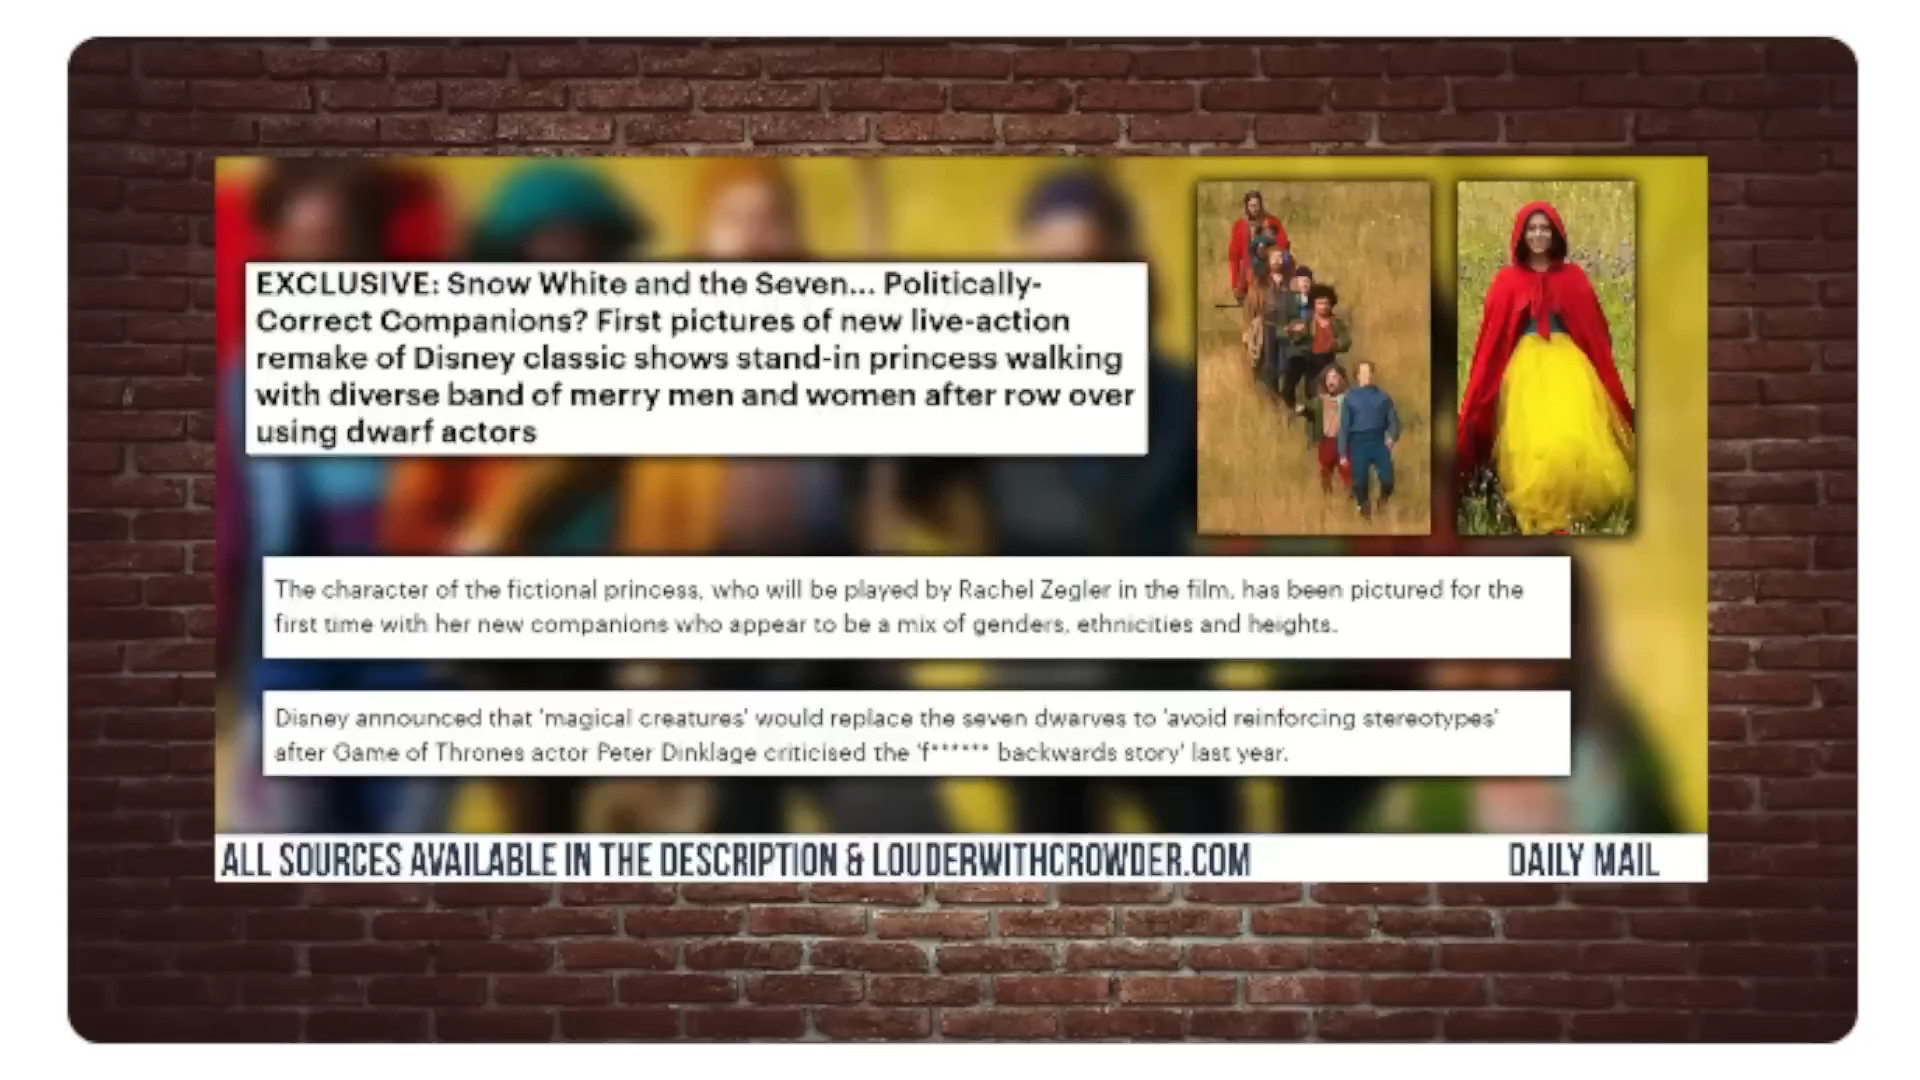 EXCLUSIVE: Snow White and the Seven... Politically-
Correct Companions? First pictures of new live-action
remake of Disney classic shows stand-in princess walking
with diverse band of merry men and women after row over
using dwarf actors
The character of the fictional princess, who will be played by Rachel Zegler in the film, has been pictured for the
first time with her new companions who appear to be a mix of genders, ethnicities and heights.
Disney announced that 'magical creatures' would replace the seven dwarves to 'avoid reinforcing stereotypes'
after Game of Thrones actor Peter Dinklage criticised the 'f****** backwards story' last year.
ALL SOURCES AVAILABLE IN THE DESCRIPTION & LOUDERWITHCROWDER.COM
DAILY MAIL